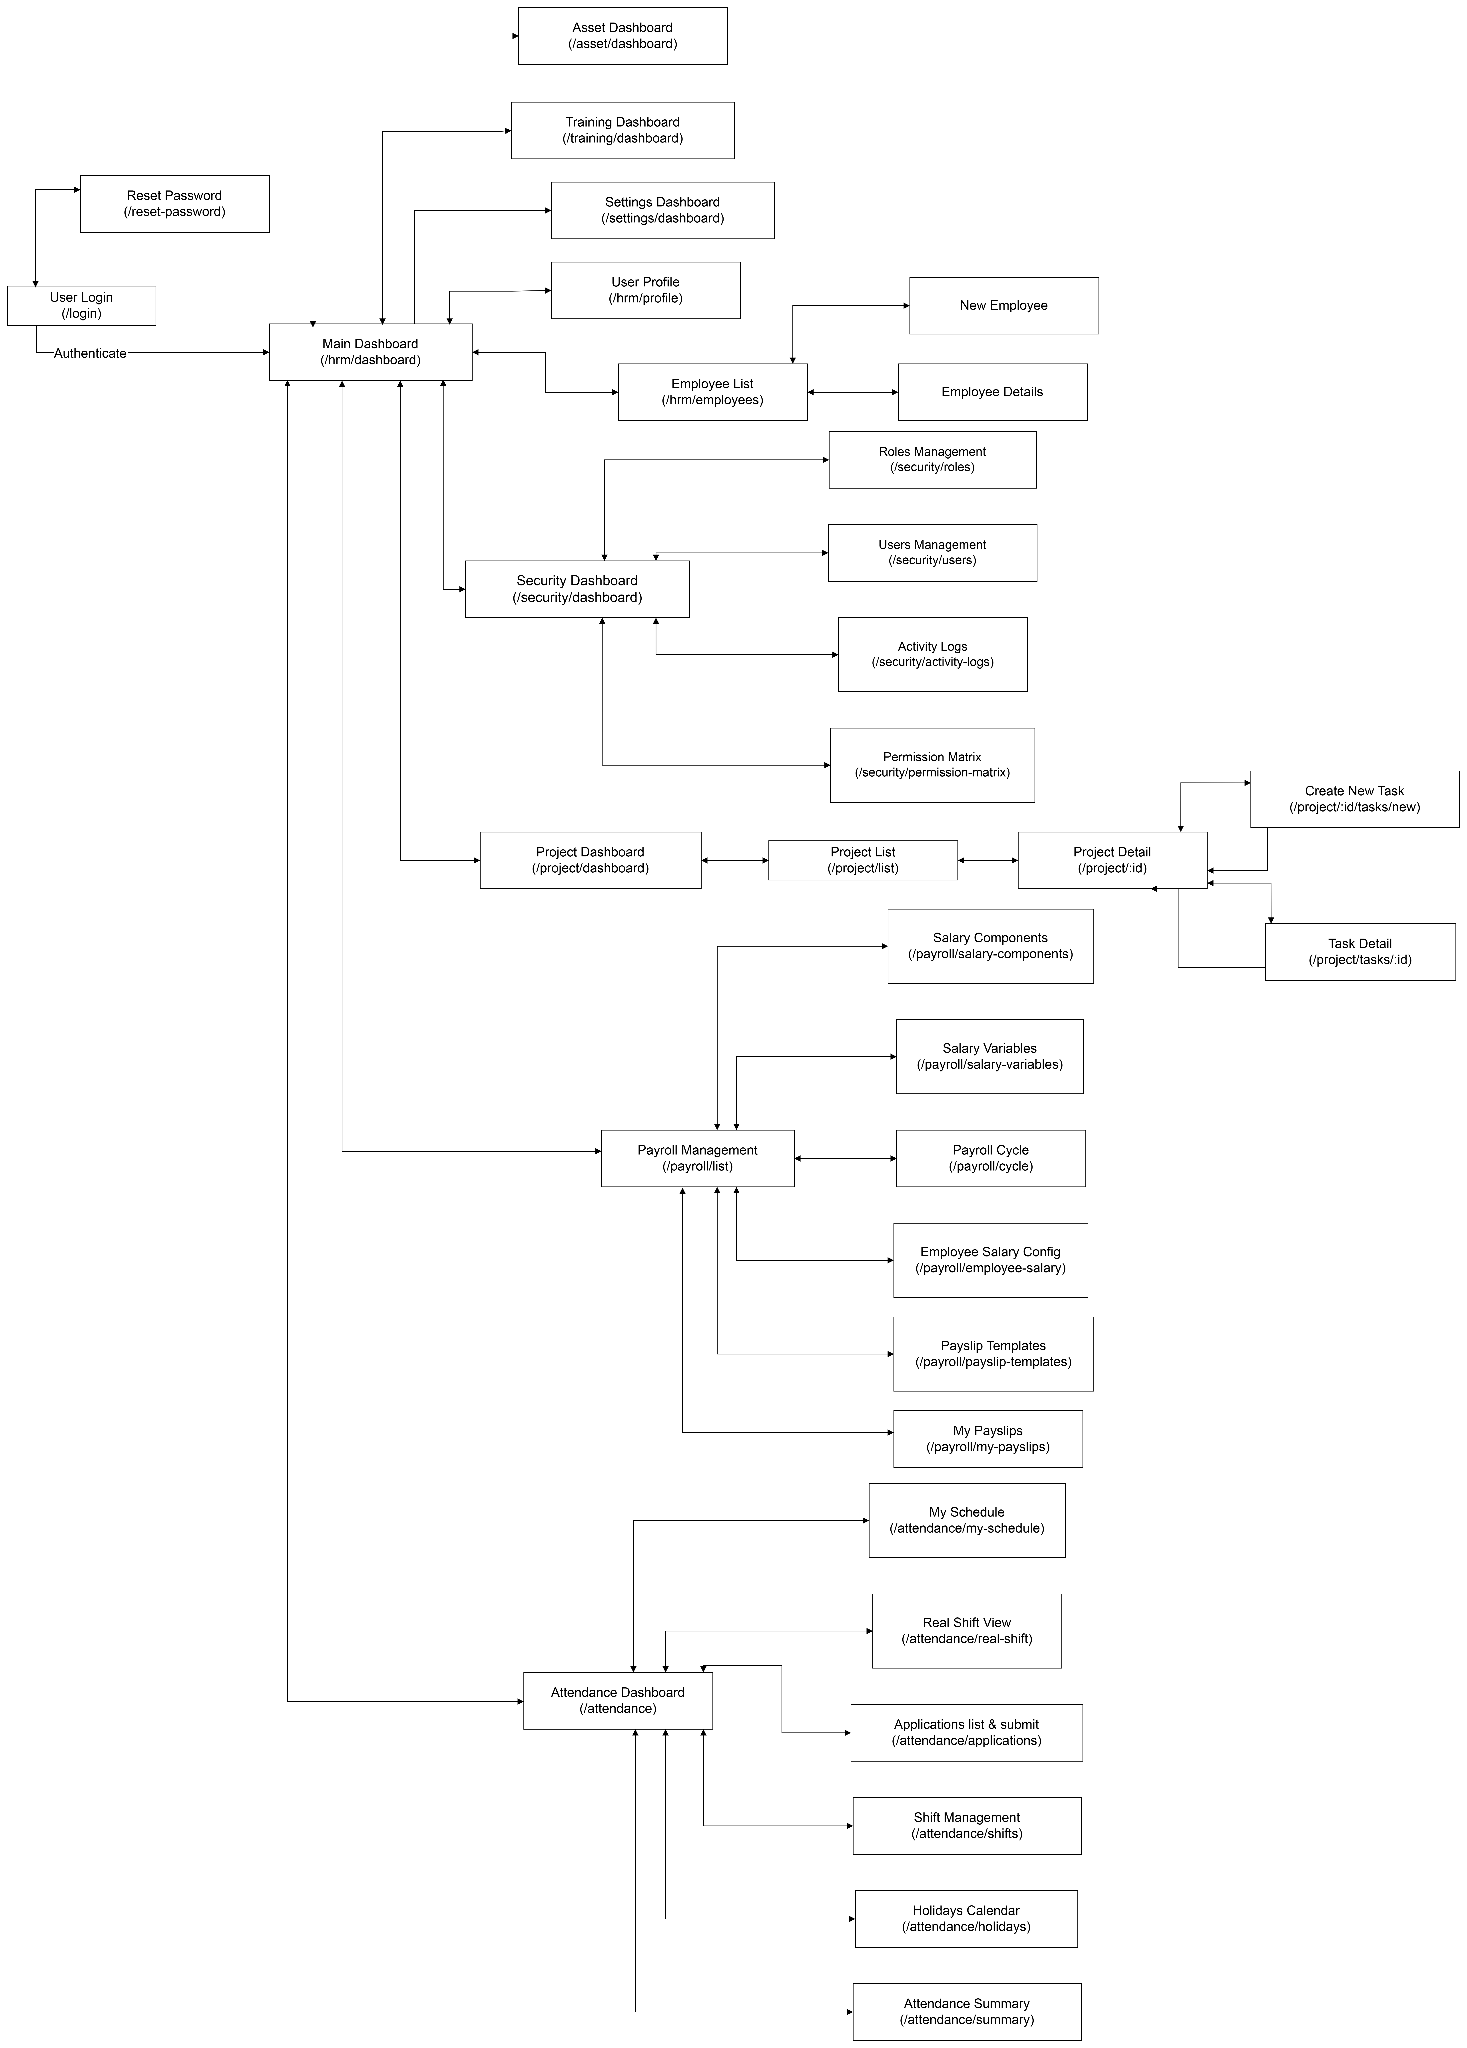 Asset Dashboard
(/asset/dashboard)
Training Dashboard
(/training/dashboard)
Reset Password
(/reset-password)
Settings Dashboard
(/settings/dashboard)
User Profile
(/hrm/profile)
User Login
(/login)
New Employee
Authenticate
Main Dashboard
(/hrm/dashboard)
Employee List
(/hrm/employees)
Employee Details
Roles Management
(/security/roles)
Users Management
(/security/users)
Security Dashboard
(/security/dashboard)
Activity Logs
(/security/activity-logs)
Permission Matrix
(/security/permission-matrix)
Create New Task
(/project/:id/tasks/new)
Project Dashboard
(/project/dashboard)
Project List
(/project/list)
Project Detail
(/project/:id)
Salary Components
(/payroll/salary-components)
Task Detail
(/project/tasks/:id)
Salary Variables
(/payroll/salary-variables)
Payroll Management
(/payroll/list)
Payroll Cycle
(/payroll/cycle)
Employee Salary Config
(/payroll/employee-salary)
Payslip Templates
(/payroll/payslip-templates)
My Payslips
(/payroll/my-payslips)
My Schedule
(/attendance/my-schedule)
Real Shift View
(/attendance/real-shift)
Attendance Dashboard
(/attendance)
Applications list & submit
(/attendance/applications)
Shift Management
(/attendance/shifts)
Holidays Calendar
(/attendance/holidays)
Attendance Summary
(/attendance/summary)